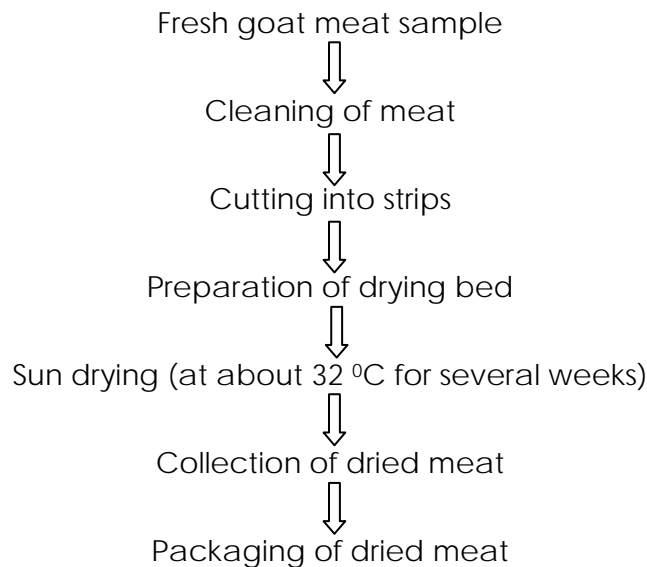 Fresh goat meat sample
Cleaning of meat
Cutting into strips
Preparation of drying bed
Sun drying (at about 32 ⁰C for several weeks)
Collection of dried meat
Packaging of dried meat